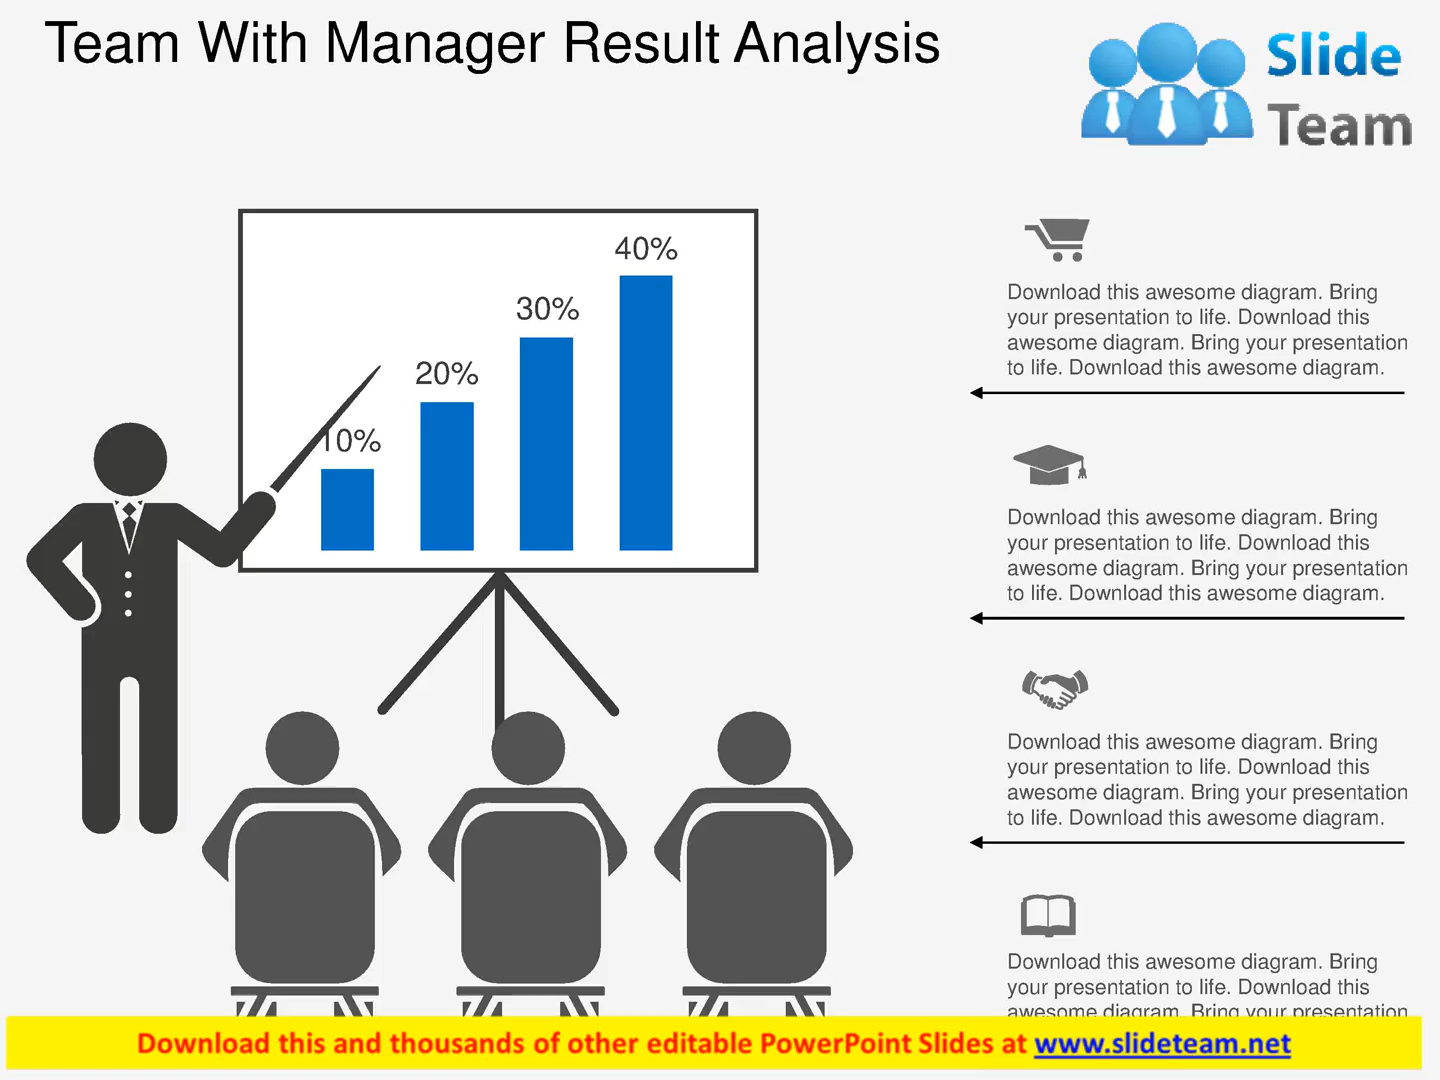 Team With Manager Result Analysis
Slide
Team
40%
30%
20%
10%
Download this awesome diagram. Bring
your presentation to life. Download this
awesome diagram. Bring your presentation
to life. Download this awesome diagram.
Download this awesome diagram. Bring
your presentation to life. Download this
awesome diagram. Bring your presentation
to life. Download this awesome diagram.
Download this awesome diagram. Bring
your presentation to life. Download this
awesome diagram. Bring your presentation
to life. Download this awesome diagram.
Download this awesome diagram. Bring
your presentation to life. Download this
awesome diagram. Bring your presentation
Download this and thousands of other editable PowerPoint Slides at www.slideteam.net